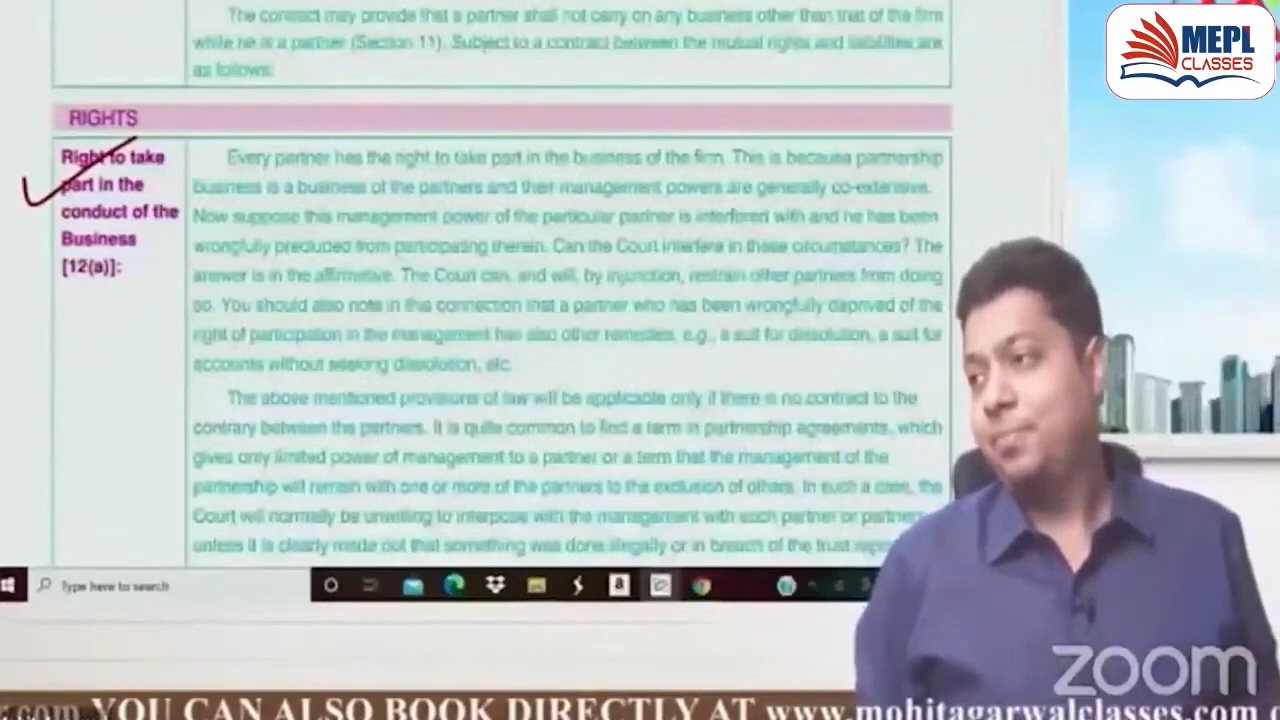 The contract may provide that a partner shall not carry on any business other than that of the firm
while he is a partner (Section 11). Subject to a contract between the mutual rights and liabilities are
as follows:
MEPL
CLASSES
RIGHTS
Right to take
part in the
conduct of the
Business
[12(a)]:
Every partner has the right to take part in the business of the firm. This is because partnership
business is a business of the partners and their management powers are generally co-extensive.
Now suppose this management power of the particular partner is interfered with and he has been
wrongfully precluded from participating therein. Can the Court interfere in these circumstances? The
answer is in the affirmative. The Court can, and will, by injunction, restrain other partners from doing
so. You should also note in this connection that a partner who has been wrongfully deprived of the
right of participation in the management has also other remedies, e.g., a suit for dissolution, a suit for
accounts without seeking dissolution, etc
The above mentioned provisions of law will be applicable only if there is no contract to the
contrary between the partners. It is quite common to find a term in partnership agreements, which
gives only limited power of management to a partner or a term that the management of the
partnership will remain with one or more of the partners to the exclusion of others. In such a case, the
Court will normally be unwilling to interpose with the management with such partner or
unless it is clearly made out that something was done illegally or in breach of the trust
Type here to search
zoom
YOU CAN ALSO BOOK DIRECTLY AT www.mohitagarwalclasses.com